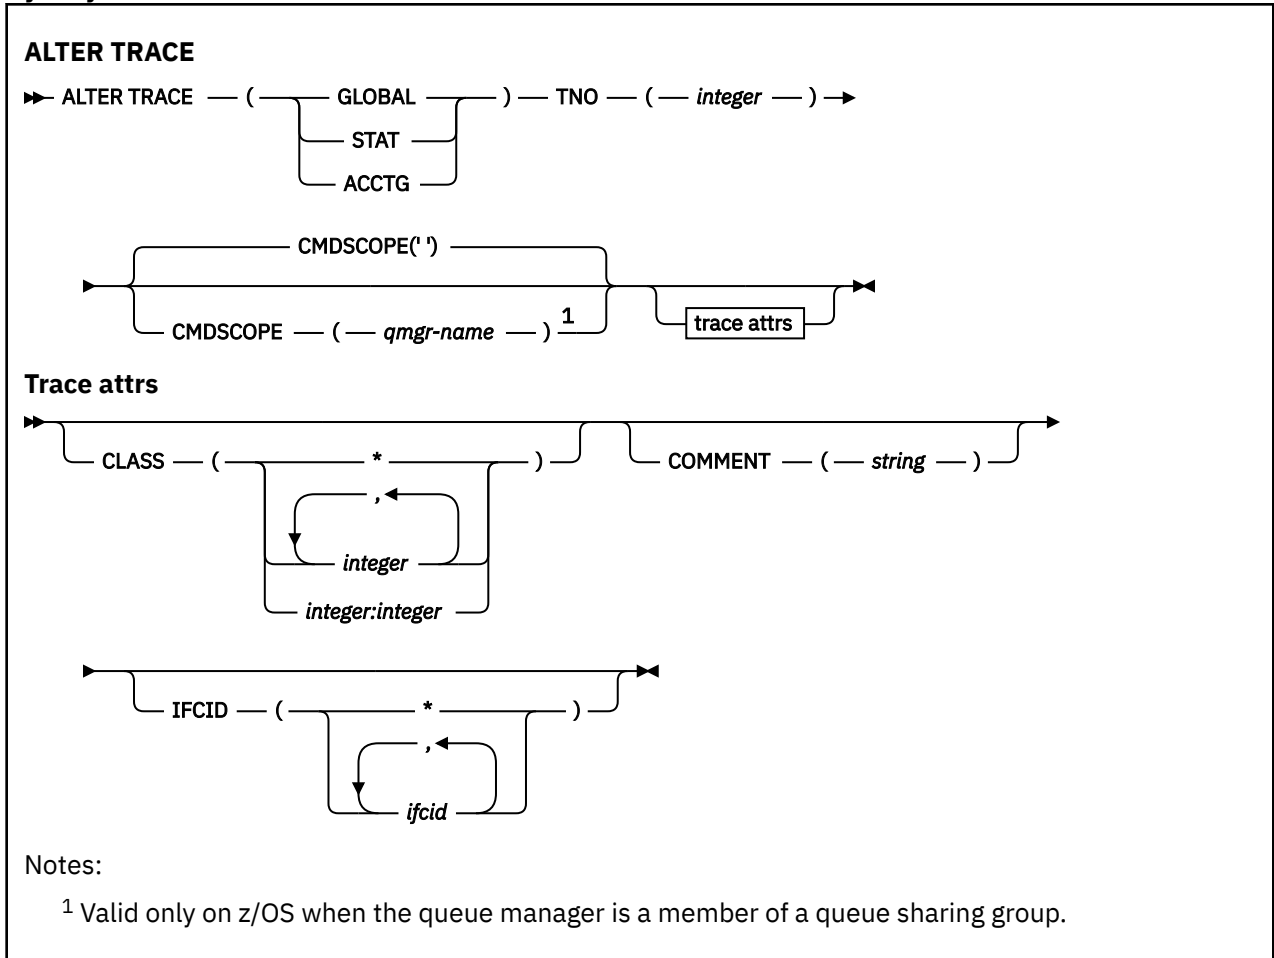 ALTER TRACE
ALTER TRACE ( GLOBAL ) TNO ( integer )
STAT
ACCTG
CMDSCOPE(' ')
CMDSCOPE ( qmgr-name ) 1
trace attrs
Trace attrs
CLASS ( * ) COMMENT ( string )
,
integer
integer:integer
IFCID ( * )
,
ifcid
Notes:
1 Valid only on z/OS when the queue manager is a member of a queue sharing group.